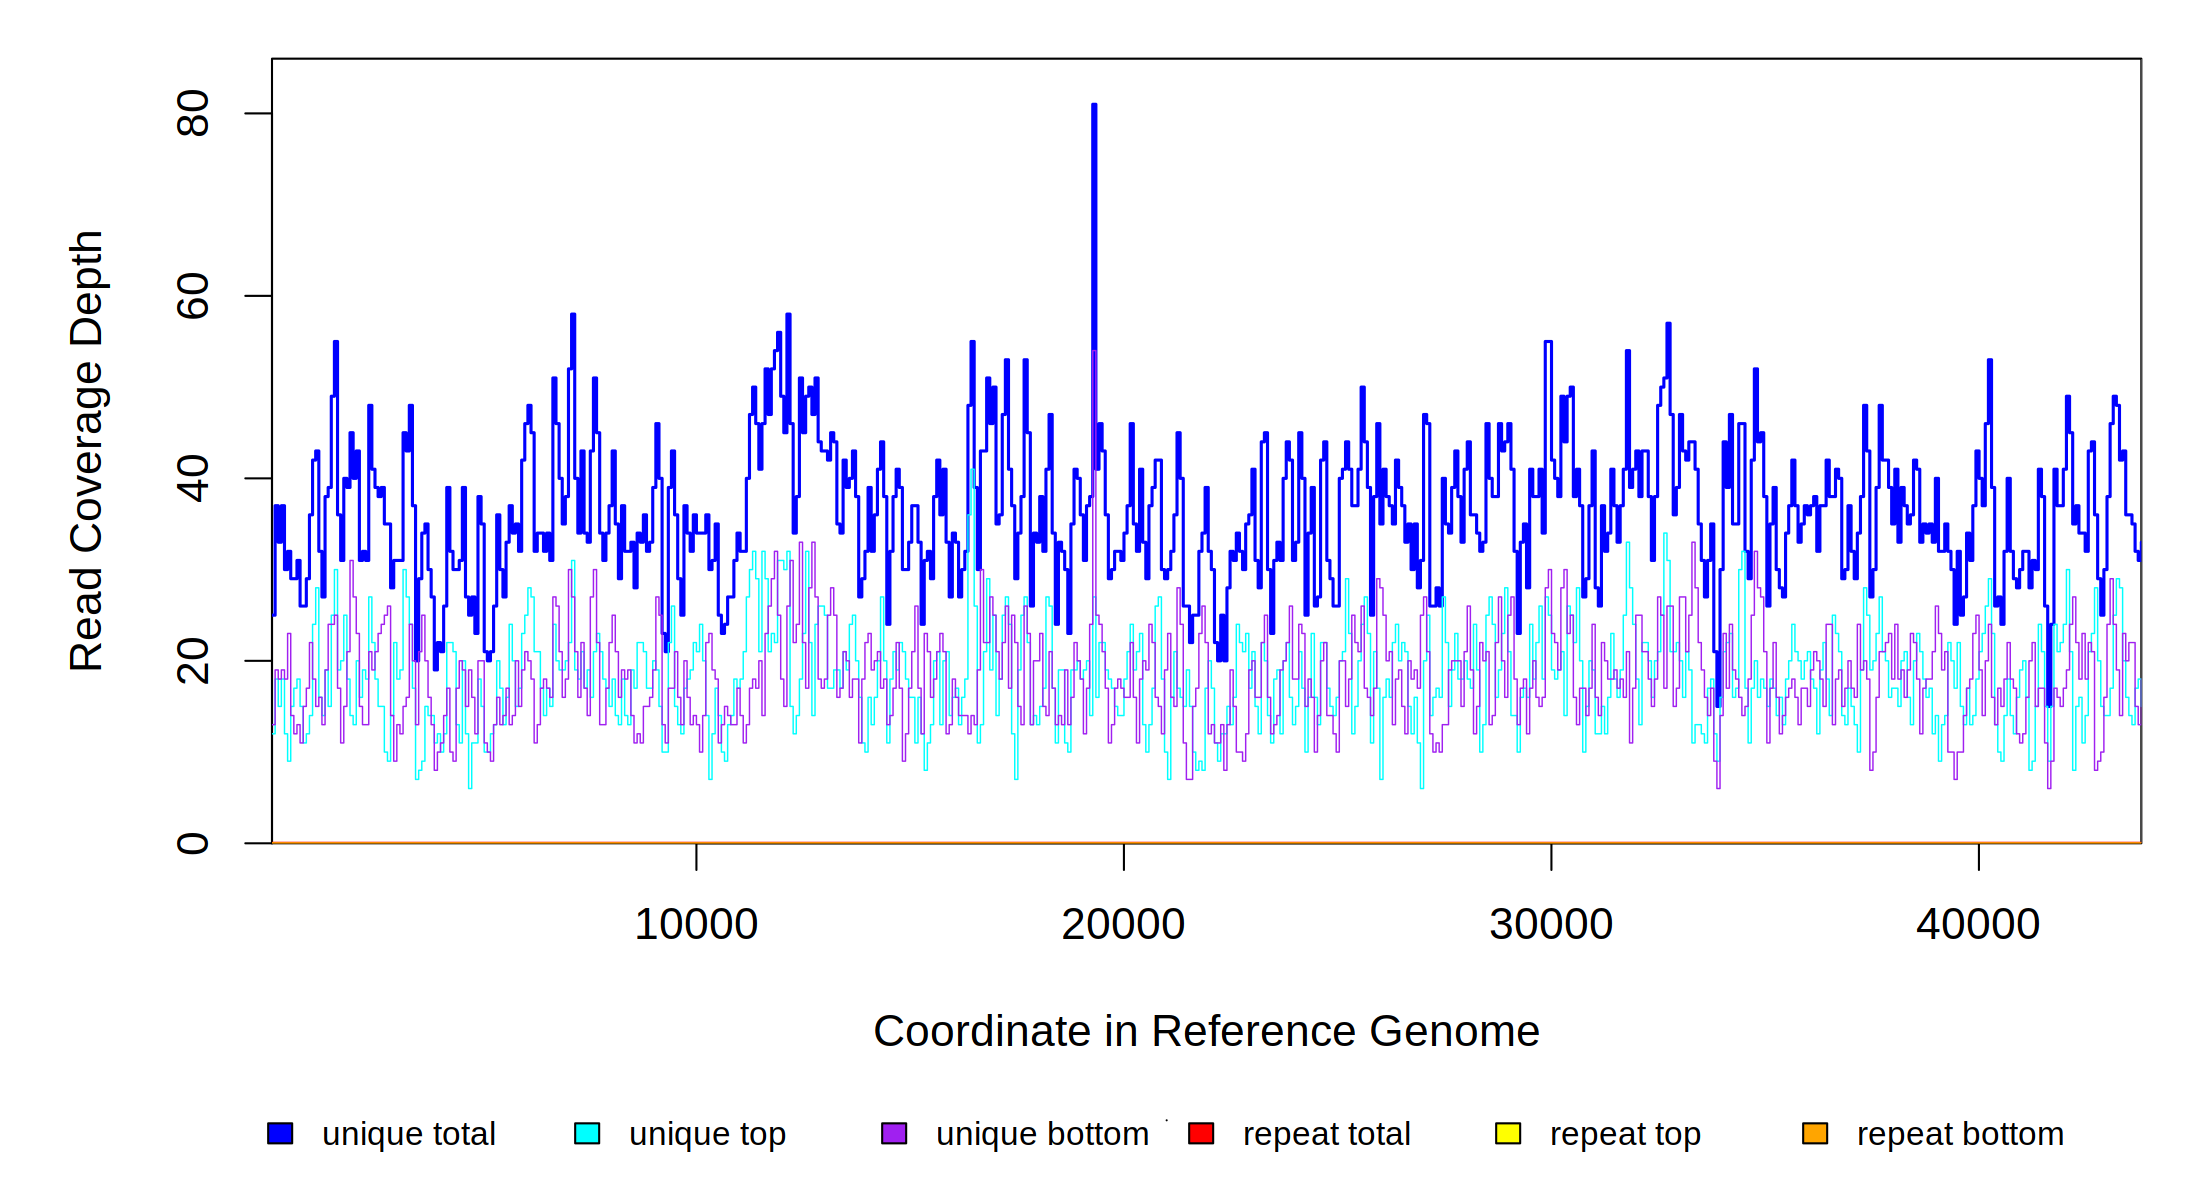 80
60
40
20
0
Read Coverage Depth
10000 20000 30000 40000
Coordinate in Reference Genome
unique total unique top unique bottom repeat total repeat top repeat bottom